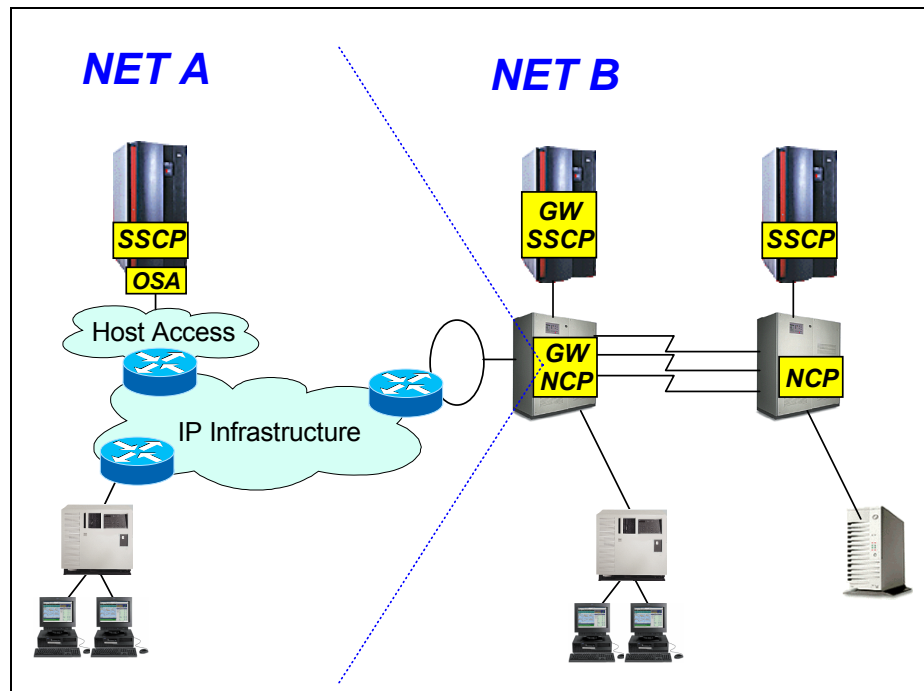 NET A
NET B
SSCP
OSA
Host Access
IP Infrastructure
GW
SSCP
SSCP
GW
NCP
NCP